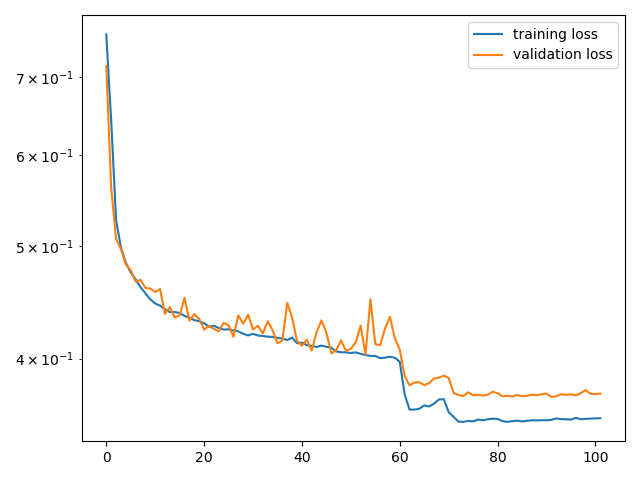 training loss
validation loss
7 × 10⁻¹
6 × 10⁻¹
5 × 10⁻¹
4 × 10⁻¹
0 20 40 60 80 100